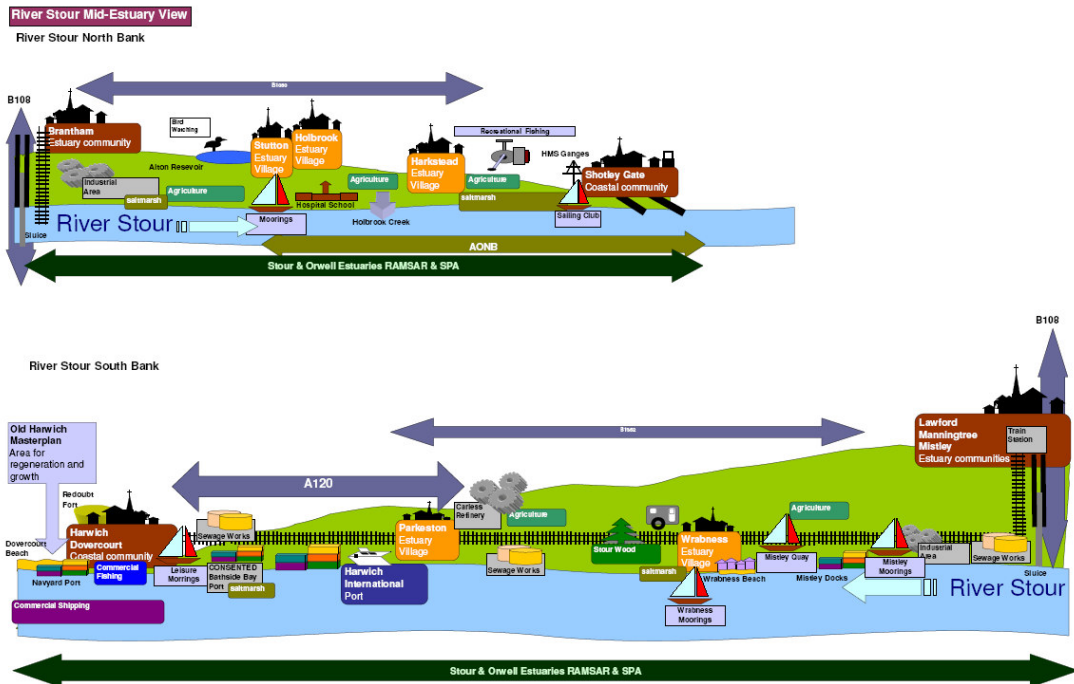 River Stour Mid-Estuary View
River Stour North Bank
B108
Brantham
Estuary community
Bird
Watching
Stutton
Estuary
Village
Holbrook
Estuary
Village
Harkstead
Estuary
Village
Recreational Fishing
HMS Ganges
Shotley Gate
Coastal community
Alton Resevoir
Industrial
Area
saltmarsh
Agriculture
Hospital School
Agriculture
Agriculture
saltmarsh
River Stour
Moorings
Holbrook Creek
Sailing Club
Sluice
AONB
Stour & Orwell Estuaries RAMSAR & SPA
River Stour South Bank
B108
Old Harwich
Masterplan
Area for
regeneration and
growth
A120
Lawford
Manningtree
Mistley
Estuary communities
Train
Station
Redoubt
Fort
Harwich
Dovercourt
Coastal community
Sewage Works
Parkeston
Estuary
Village
Carless
Refinery
Agriculture
Stour Wood
Wrabness
Estuary
Village
Agriculture
Mistley Quay
Industrial
Area
Sewage Works
Dovercourt
Beach
Navyard Port
Commercial
Fishing
Leisure
Morrings
CONSENTED
Bathside Bay
Port
saltmarsh
Harwich
International
Port
Sewage Works
saltmarsh
Wrabness Beach
Mistley Docks
Mistley
Moorings
Sluice
Commercial Shipping
Wrabness
Moorings
River Stour
Stour & Orwell Estuaries RAMSAR & SPA